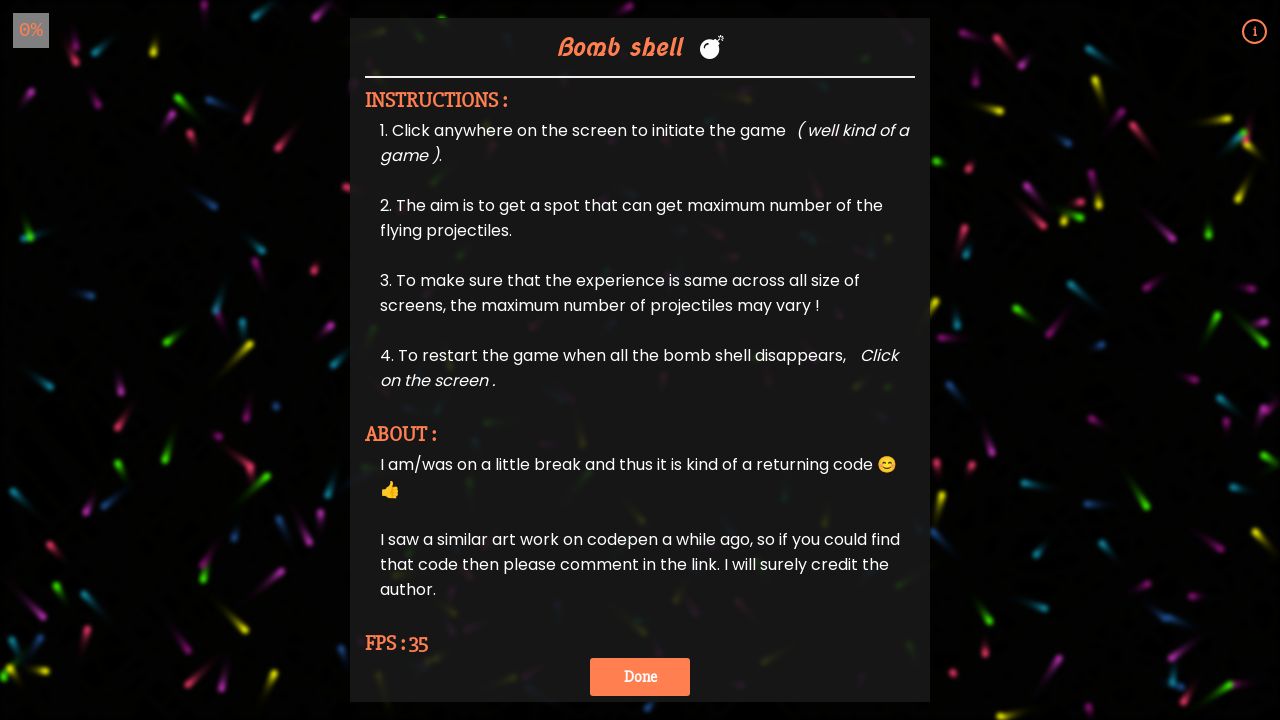 0%
i
Bomb shell 💣
INSTRUCTIONS :
1. Click anywhere on the screen to initiate the game ( well kind of a
game ).
2. The aim is to get a spot that can get maximum number of the
flying projectiles.
3. To make sure that the experience is same across all size of
screens, the maximum number of projectiles may vary !
4. To restart the game when all the bomb shell disappears, Click
on the screen .
ABOUT :
I am/was on a little break and thus it is kind of a returning code 😊
👍
I saw a similar art work on codepen a while ago, so if you could find
that code then please comment in the link. I will surely credit the
author.
FPS : 35
Done